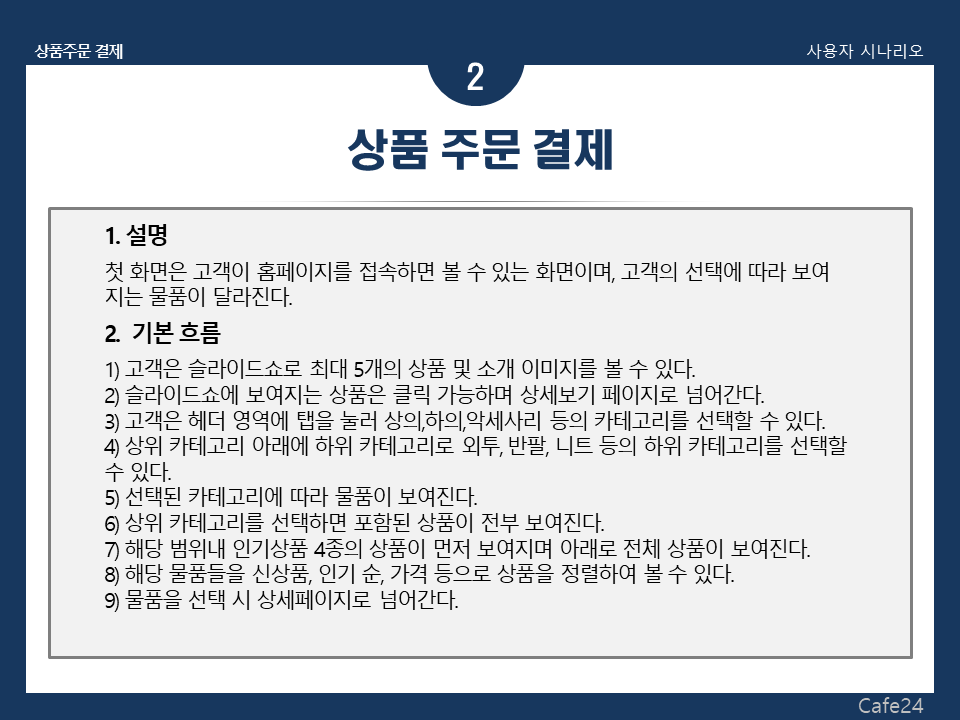 상품주문 결제
사용자 시나리오
2
상품 주문 결제
1. 설명
첫 화면은 고객이 홈페이지를 접속하면 볼 수 있는 화면이며, 고객의 선택에 따라 보여
지는 물품이 달라진다.
2. 기본 흐름
1) 고객은 슬라이드쇼로 최대 5개의 상품 및 소개 이미지를 볼 수 있다.
2) 슬라이드쇼에 보여지는 상품은 클릭 가능하며 상세보기 페이지로 넘어간다.
3) 고객은 헤더 영역에 탭을 눌러 상의,하의,악세사리 등의 카테고리를 선택할 수 있다.
4) 상위 카테고리 아래에 하위 카테고리로 외투, 반팔, 니트 등의 하위 카테고리를 선택할
수 있다.
5) 선택된 카테고리에 따라 물품이 보여진다.
6) 상위 카테고리를 선택하면 포함된 상품이 전부 보여진다.
7) 해당 범위내 인기상품 4종의 상품이 먼저 보여지며 아래로 전체 상품이 보여진다.
8) 해당 물품들을 신상품, 인기 순, 가격 등으로 상품을 정렬하여 볼 수 있다.
9) 물품을 선택 시 상세페이지로 넘어간다.
Cafe24